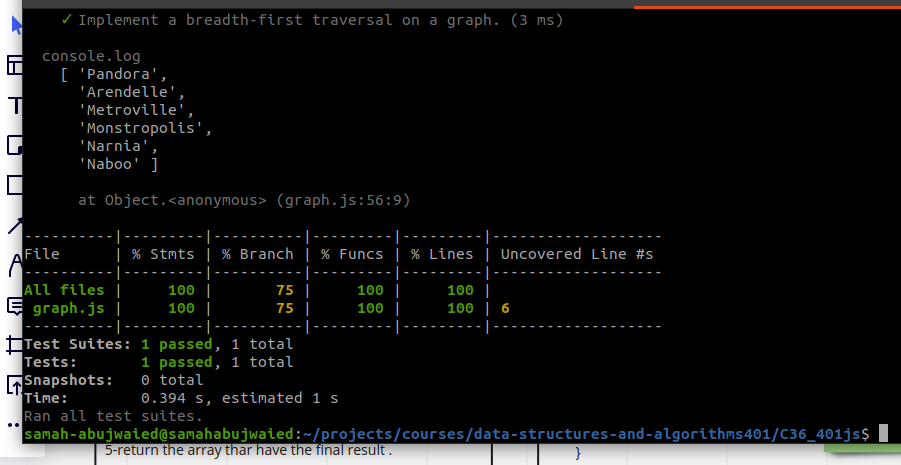 ✓ Implement a breadth-first traversal on a graph. (3 ms)
console.log
[ 'Pandora',
'Arendelle',
'Metroville',
'Monstropolis',
'Narnia',
'Naboo' ]
at Object.<anonymous> (graph.js:56:9)
----------|---------|----------|---------|---------|-------------------
File      | % Stmts | % Branch | % Funcs | % Lines | Uncovered Line #s
----------|---------|----------|---------|---------|-------------------
All files |     100 |       75 |     100 |     100 |
graph.js |     100 |       75 |     100 |     100 | 6
----------|---------|----------|---------|---------|-------------------
Test Suites: 1 passed, 1 total
Tests:       1 passed, 1 total
Snapshots:   0 total
Time:        0.394 s, estimated 1 s
Ran all test suites.
samah-abujwaied@samahabujwaied:~/projects/courses/data-structures-and-algorithms401/C36_401js$
5-return the array thar have the final result .
}